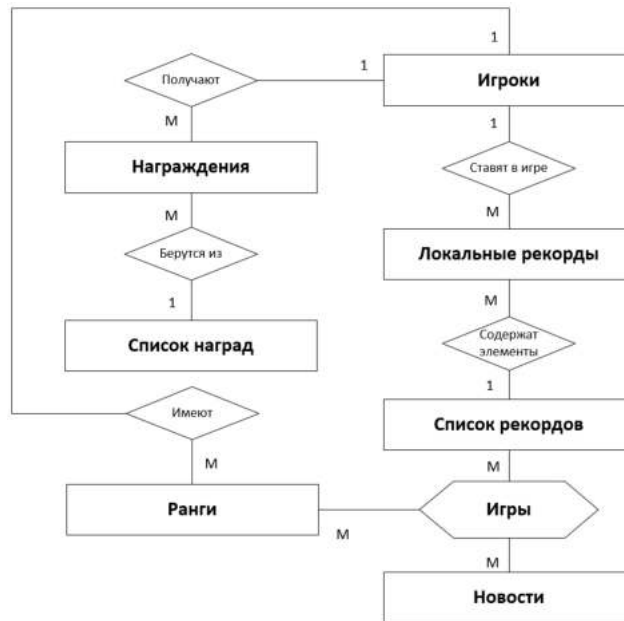 1
1
Получают
Игроки
М
1
Награждения
Ставят в игре
М
М
Берутся из
Локальные рекорды
1
М
Список наград
Содержат
элементы
1
Имеют
Список рекордов
М
М
Ранги
Игры
М
М
Новости